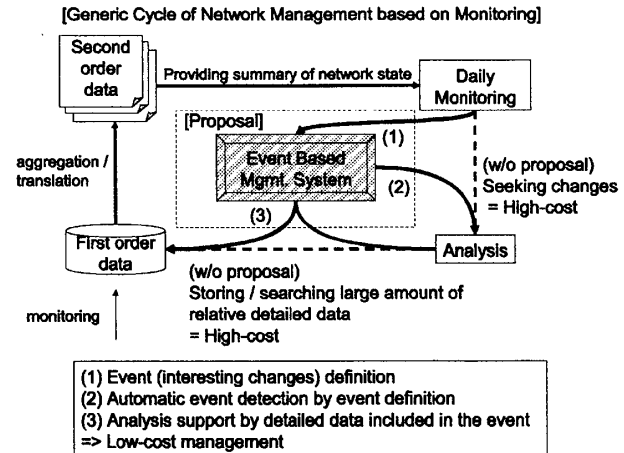 [Generic Cycle of Network Management based on Monitoring]
Second
order
data
Providing summary of network state
Daily
Monitoring
[Proposal]
(1)
Event Based
Mgmt. System
(2)
(3)
aggregation /
translation
(w/o proposal)
Seeking changes
= High-cost
First order
data
Analysis
(w/o proposal)
Storing / searching large amount of
relative detailed data
= High-cost
monitoring
(1) Event (interesting changes) definition
(2) Automatic event detection by event definition
(3) Analysis support by detailed data included in the event
=> Low-cost management